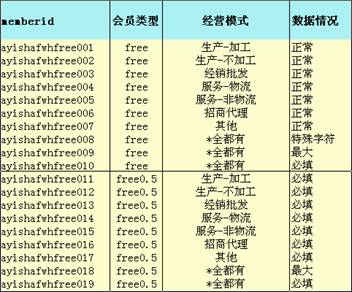 memberid 会员类型 经营模式 数据情况
ayishafwhfree001 free 生产-加工 正常
ayishafwhfree002 free 生产-不加工 正常
ayishafwhfree003 free 经销批发 正常
ayishafwhfree004 free 服务-物流 正常
ayishafwhfree005 free 服务-非物流 正常
ayishafwhfree006 free 招商代理 正常
ayishafwhfree007 free 其他 正常
ayishafwhfree008 free *全都有 特殊字符
ayishafwhfree009 free *全都有 最大
ayishafwhfree010 free *全都有 必填
ayishafwhfree011 free0.5 生产-加工 必填
ayishafwhfree012 free0.5 生产-不加工 必填
ayishafwhfree013 free0.5 经销批发 必填
ayishafwhfree014 free0.5 服务-物流 必填
ayishafwhfree015 free0.5 服务-非物流 必填
ayishafwhfree016 free0.5 招商代理 必填
ayishafwhfree017 free0.5 其他 必填
ayishafwhfree018 free0.5 *全都有 最大
ayishafwhfree019 free0.5 *全都有 必填